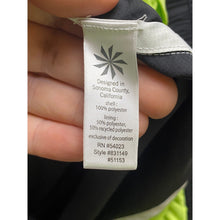 Designed in
Sonoma County,
California
shell:
100% polyester
lining:
50% polyester,
50% recycled polyester
exclusive of decoration
RN #54023
Style #831149
#51153